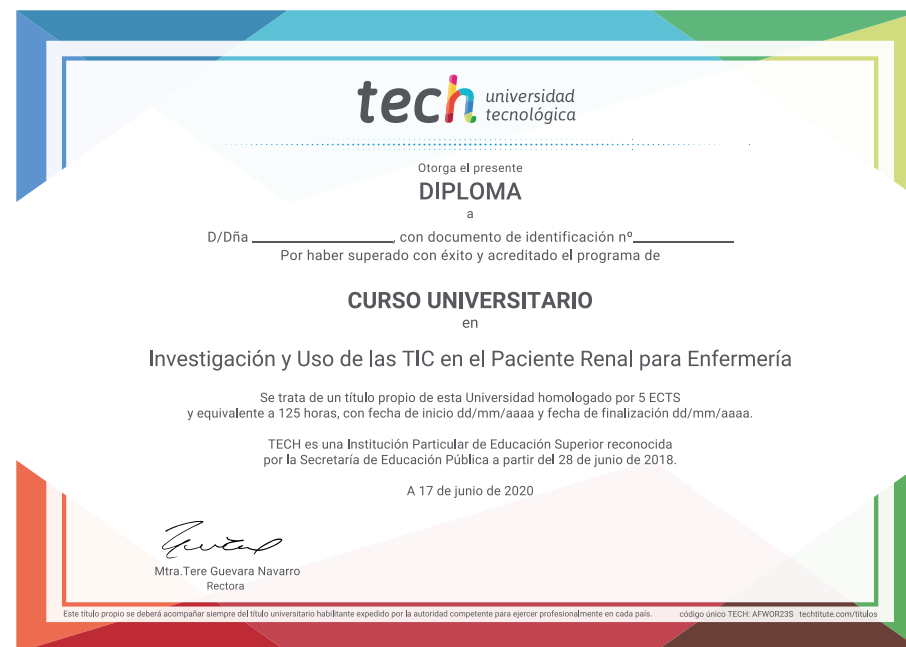 tech universidad
tecnológica
Otorga el presente
DIPLOMA
a
D/Dña ____________________, con documento de identificación nº______________
Por haber superado con éxito y acreditado el programa de
CURSO UNIVERSITARIO
en
Investigación y Uso de las TIC en el Paciente Renal para Enfermería
Se trata de un título propio de esta Universidad homologado por 5 ECTS
y equivalente a 125 horas, con fecha de inicio dd/mm/aaaa y fecha de finalización dd/mm/aaaa.
TECH es una Institución Particular de Educación Superior reconocida
por la Secretaría de Educación Pública a partir del 28 de junio de 2018.
A 17 de junio de 2020
Mtra.Tere Guevara Navarro
Rectora
Este título propio se deberá acompañar siempre del título universitario habilitante expedido por la autoridad competente para ejercer profesionalmente en cada país. código único TECH: AFWOR23S techtitute.com/titulos